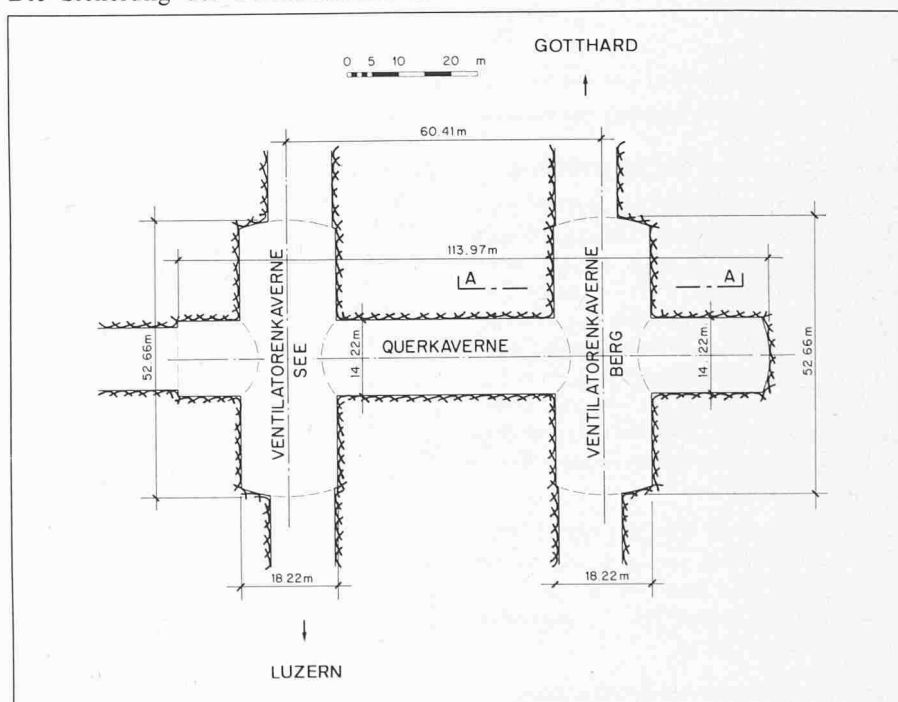 Die
GOTTHARD
0 5 10 20 m
60.41m
113.97m
A A
VENTILATORENKAVERNE
SEE
VENTILATORENKAVERNE
BERG
QUERKAVERNE
52.66m
14.22m
14.22m
52.66m
18.22m
18.22m
LUZERN